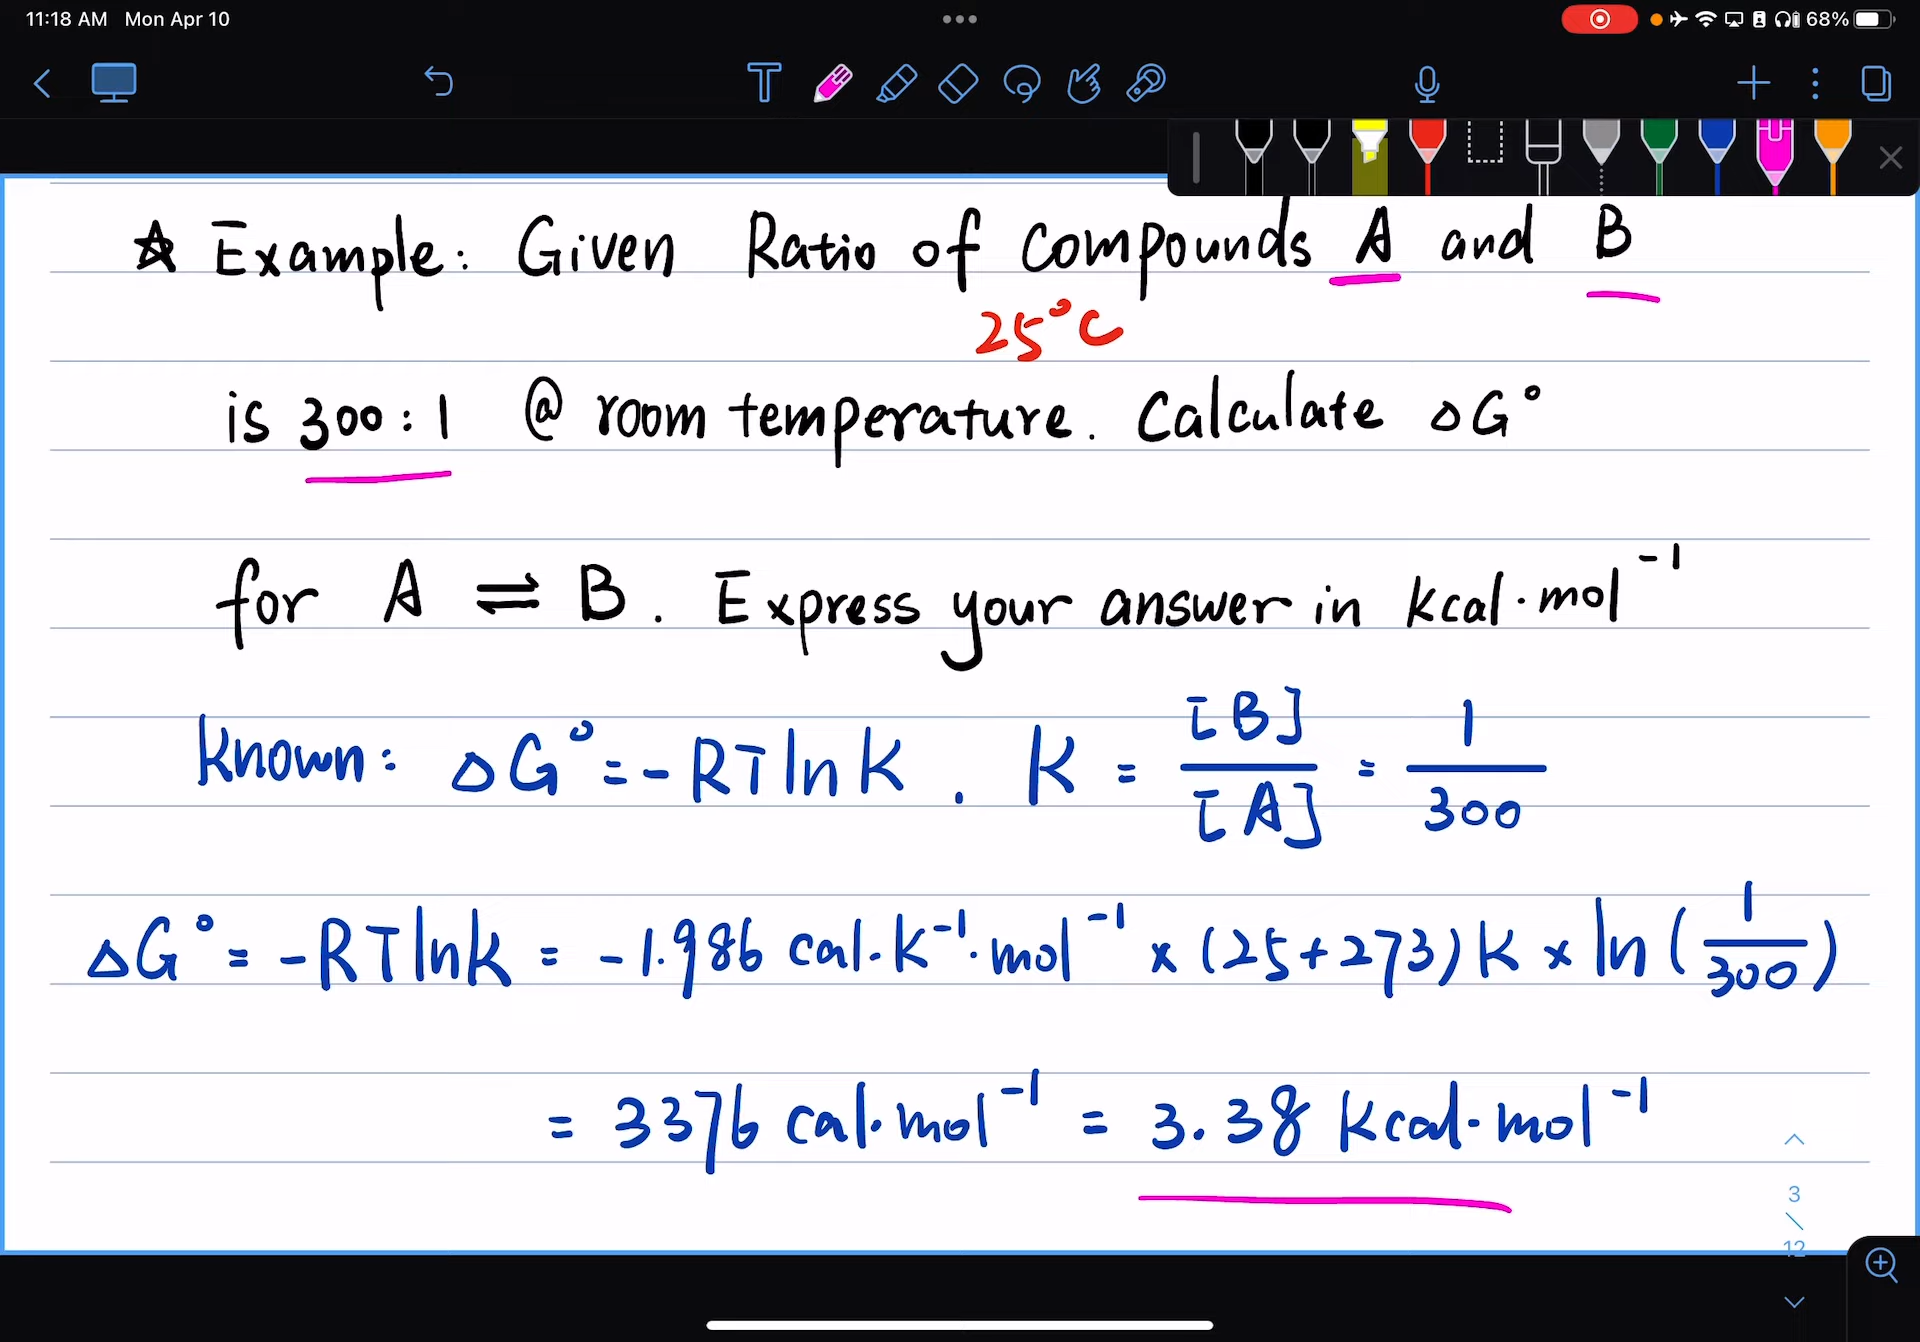 11:18 AM Mon Apr 10
68%
☆ Example: Given Ratio of compounds A and B
25°C
is 300:1 @ room temperature. Calculate ΔG°
for A ⇌ B. Express your answer in kcal·mol⁻¹
Known: ΔG° = -RTlnK. K = [B]/[A] = 1/300
ΔG° = -RTlnK = -1.986 cal·K⁻¹·mol⁻¹ × (25+273)K × ln(1/300)
= 3376 cal·mol⁻¹ = 3.38 Kcal·mol⁻¹
3
\
12